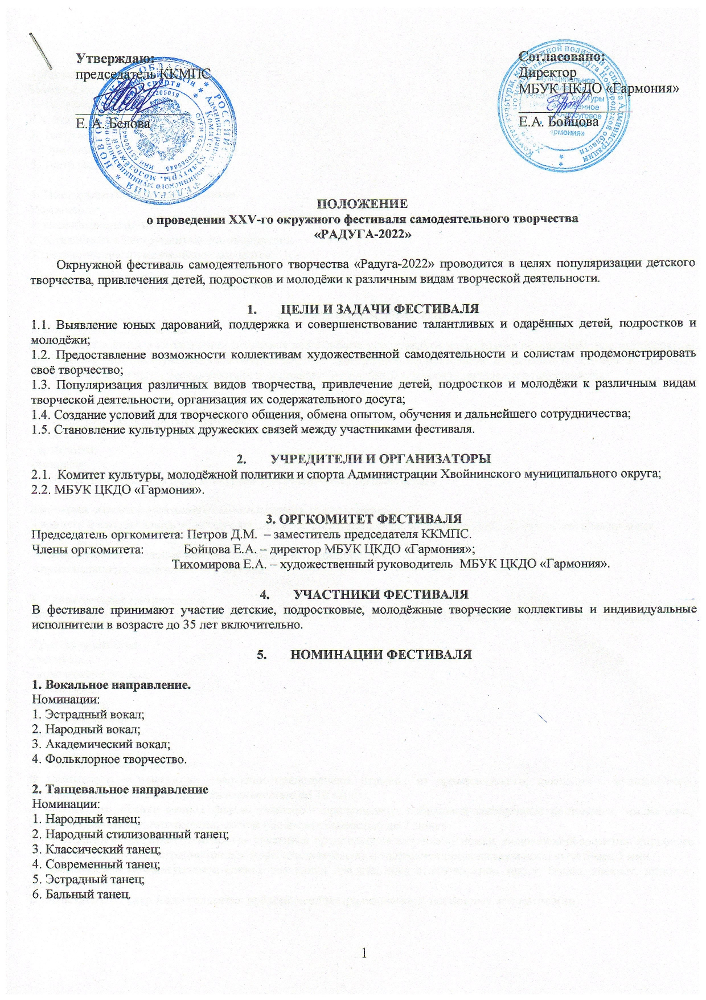 Утверждаю:
председатель ККМПС
Е. А. Белова
Согласовано:
Директор
МБУК ЦКДО «Гармония»
Е.А. Бойцова
ПОЛОЖЕНИЕ
о проведении XXV-го окружного фестиваля самодеятельного творчества
«РАДУГА-2022»
Окрнужной фестиваль самодеятельного творчества «Радуга-2022» проводится в целях популяризации детского
творчества, привлечения детей, подростков и молодёжи к различным видам творческой деятельности.
1. ЦЕЛИ И ЗАДАЧИ ФЕСТИВАЛЯ
1.1. Выявление юных дарований, поддержка и совершенствование талантливых и одарённых детей, подростков и
молодёжи;
1.2. Предоставление возможности коллективам художественной самодеятельности и солистам продемонстрировать
своё творчество;
1.3. Популяризация различных видов творчества, привлечение детей, подростков и молодёжи к различным видам
творческой деятельности, организация их содержательного досуга;
1.4. Создание условий для творческого общения, обмена опытом, обучения и дальнейшего сотрудничества;
1.5. Становление культурных дружеских связей между участниками фестиваля.
2. УЧРЕДИТЕЛИ И ОРГАНИЗАТОРЫ
2.1. Комитет культуры, молодёжной политики и спорта Администрации Хвойнинского муниципального округа;
2.2. МБУК ЦКДО «Гармония».
3. ОРГКОМИТЕТ ФЕСТИВАЛЯ
Председатель оргкомитета: Петров Д.М. – заместитель председателя ККМПС.
Члены оргкомитета: Бойцова Е.А. – директор МБУК ЦКДО «Гармония»;
Тихомирова Е.А. – художественный руководитель МБУК ЦКДО «Гармония».
4. УЧАСТНИКИ ФЕСТИВАЛЯ
В фестивале принимают участие детские, подростковые, молодёжные творческие коллективы и индивидуальные
исполнители в возрасте до 35 лет включительно.
5. НОМИНАЦИИ ФЕСТИВАЛЯ
1. Вокальное направление.
Номинации:
1. Эстрадный вокал;
2. Народный вокал;
3. Академический вокал;
4. Фольклорное творчество.
2. Танцевальное направление
Номинации:
1. Народный танец;
2. Народный стилизованный танец;
3. Классический танец;
4. Современный танец;
5. Эстрадный танец;
6. Бальный танец.
1